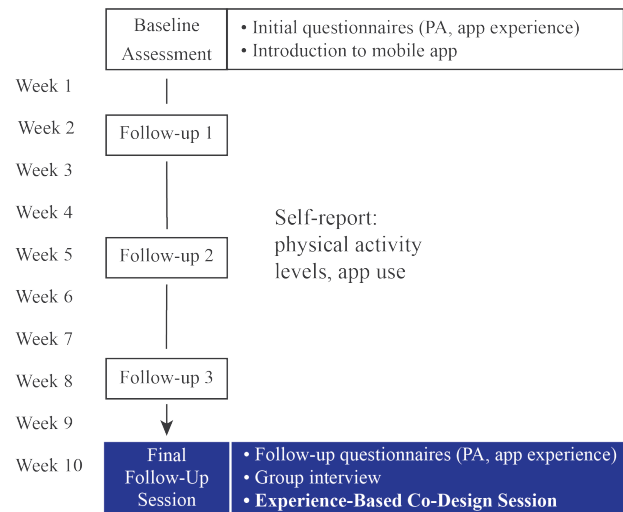 Baseline
Assessment
• Initial questionnaires (PA, app experience)
• Introduction to mobile app
Week 1
Week 2
Follow-up 1
Week 3
Week 4
Self-report:
physical activity
levels, app use
Week 5
Follow-up 2
Week 6
Week 7
Week 8
Follow-up 3
Week 9
Week 10
Final
Follow-Up
Session
• Follow-up questionnaires (PA, app experience)
• Group interview
• Experience-Based Co-Design Session